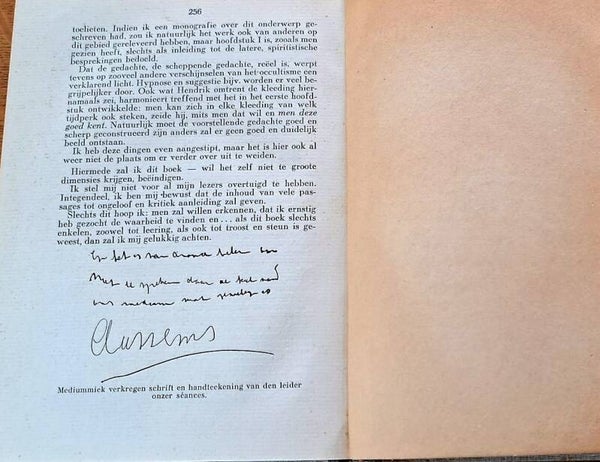 256
toelieten. Indien ik een monografie over dit onderwerp ge-
schreven had, zou ik natuurlijk het werk ook van anderen op
dit gebied gereleveerd hebben, maar hoofdstuk I is, zooals men
gezien heeft, slechts als inleiding tot de latere, spiritistische
besprekingen bedoeld.
Dat de gedachte, de scheppende gedachte, reëel is, werpt
tevens op zooveel andere verschijnselen van het occultisme een
verklarend licht. Hypnose en suggestie bijv. worden er veel be-
grijpelijker door. Ook wat Hendrik omtrent de kleeding hier-
namaals zei, harmonieert treffend met het in het eerste hoofd-
stuk ontwikkelde: men kan zich in elke kleeding van welk
tijdperk ook steken, zeide hij, mits men dat wil en men deze
goed kent. Natuurlijk moet de voorstellende gedachte goed en
scherp geconstrueerd zijn anders zal er geen goed en duidelijk
beeld ontstaan.
Ik heb deze dingen even aangestipt, maar het is hier ook al
weer niet de plaats om er verder over uit te weiden.
Hiermede zal ik dit boek — wil het zelf niet te groote
dimensies krijgen, beëindigen.
Ik stel mij niet voor al mijn lezers overtuigd te hebben.
Integendeel, ik ben mij bewust dat de inhoud van vele pas-
sages tot ongeloof en kritiek aanleiding zal geven.
Slechts dit hoop ik: men zal willen erkennen, dat ik ernstig
heb gezocht de waarheid te vinden en... als dit boek slechts
enkelen, zoowel tot leering, als ook tot troost en steun is ge-
weest, dan zal ik mij gelukkig achten.
te spreken door de
medium
Mediummiek verkregen schrift en handteekening van den leider
onzer séances.